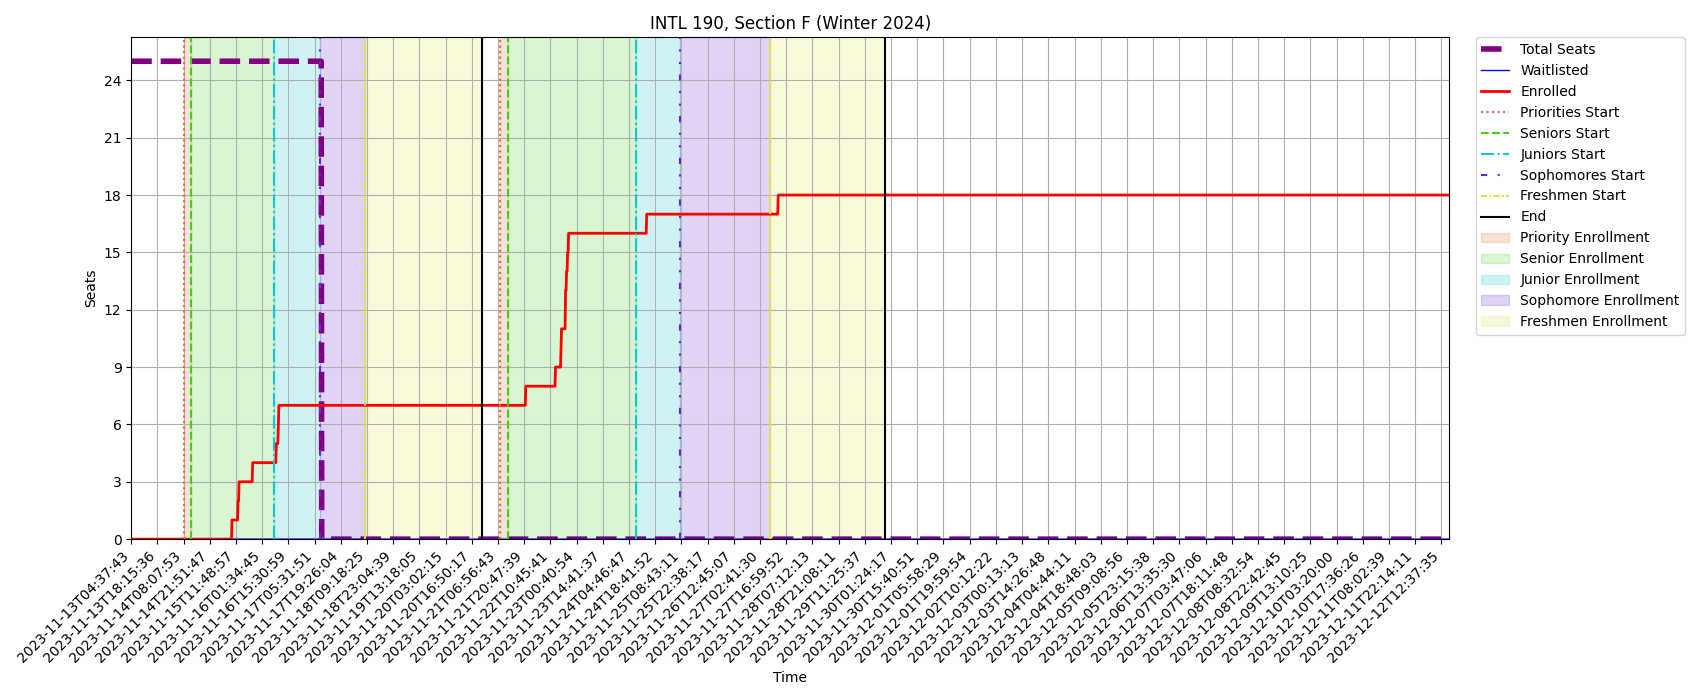 INTL 190, Section F (Winter 2024)
Seats
24
21
18
15
12
9
6
3
0
2023-11-13T04:37:43
2023-11-13T18:15:36
2023-11-14T08:07:53
2023-11-14T21:51:47
2023-11-15T11:48:57
2023-11-16T01:34:45
2023-11-16T15:30:59
2023-11-17T05:31:51
2023-11-17T19:26:04
2023-11-18T09:18:25
2023-11-18T23:04:39
2023-11-19T13:18:05
2023-11-20T03:02:15
2023-11-20T16:50:17
2023-11-21T06:56:43
2023-11-21T20:47:39
2023-11-22T10:45:41
2023-11-23T00:40:54
2023-11-23T14:41:37
2023-11-24T04:46:47
2023-11-24T18:41:52
2023-11-25T08:43:11
2023-11-25T22:38:17
2023-11-26T12:45:07
2023-11-27T02:41:30
2023-11-27T16:59:52
2023-11-28T07:12:13
2023-11-28T21:08:11
2023-11-29T11:25:37
2023-11-30T01:24:17
2023-11-30T15:40:51
2023-12-01T05:58:29
2023-12-01T19:59:54
2023-12-02T10:12:22
2023-12-03T00:13:13
2023-12-03T14:26:48
2023-12-04T04:44:11
2023-12-04T18:48:03
2023-12-05T09:08:56
2023-12-05T23:15:38
2023-12-06T13:35:30
2023-12-07T03:47:06
2023-12-07T18:11:48
2023-12-08T08:32:54
2023-12-08T22:42:45
2023-12-09T13:10:25
2023-12-10T03:20:00
2023-12-10T17:36:26
2023-12-11T08:02:39
2023-12-11T22:14:11
2023-12-12T12:37:35
Time
Total Seats
Waitlisted
Enrolled
Priorities Start
Seniors Start
Juniors Start
Sophomores Start
Freshmen Start
End
Priority Enrollment
Senior Enrollment
Junior Enrollment
Sophomore Enrollment
Freshmen Enrollment